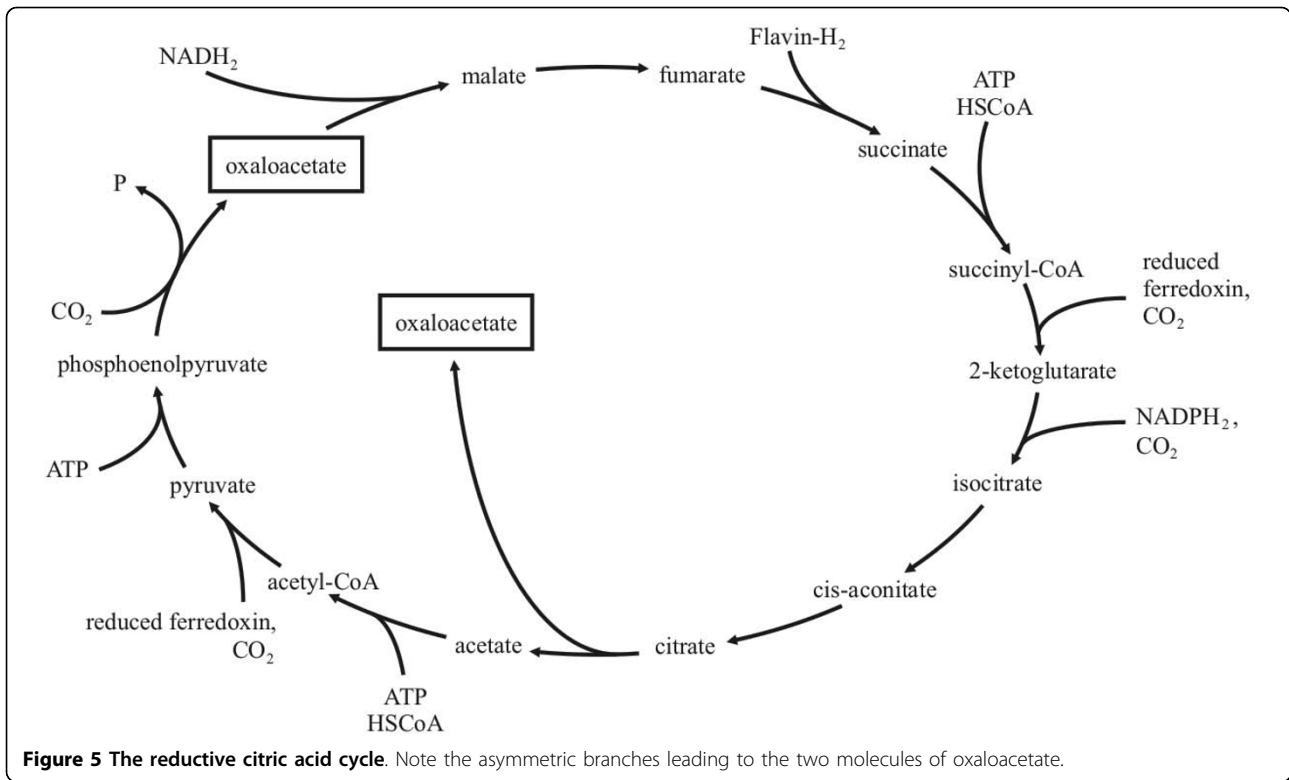 NADH₂
malate
fumarate
Flavin-H₂
succinate
ATP
HSCoA
succinyl-CoA
reduced
ferredoxin,
CO₂
2-ketoglutarate
NADPH₂,
CO₂
isocitrate
cis-aconitate
citrate
oxaloacetate
acetate
ATP
HSCoA
acetyl-CoA
reduced ferredoxin,
CO₂
pyruvate
ATP
phosphoenolpyruvate
CO₂
P
oxaloacetate
Figure 5 The reductive citric acid cycle. Note the asymmetric branches leading to the two molecules of oxaloacetate.